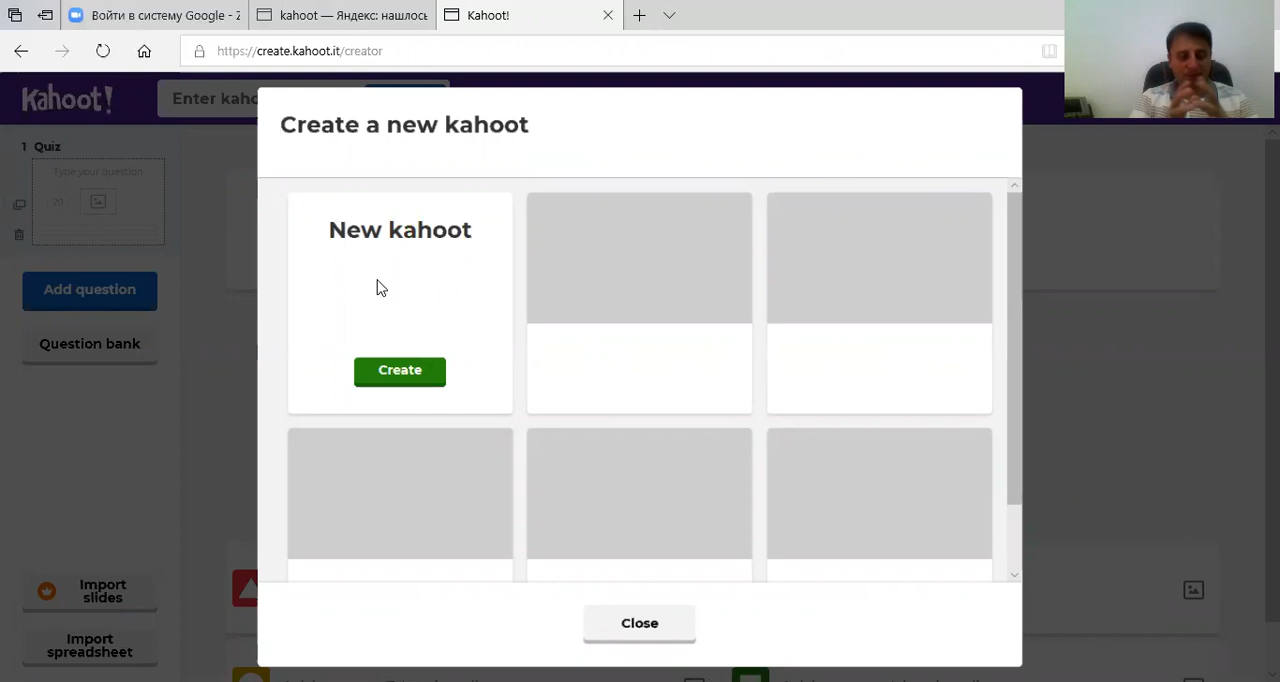 Войти в систему Google - Z
kahoot — Яндекс: нашлось
Kahoot!
https://create.kahoot.it/creator
Kahoot!
Enter kaho
Create a new kahoot
1 Quiz
Type your question
20
Add question
Question bank
Import
slides
Import
spreadsheet
New kahoot
Create
Close